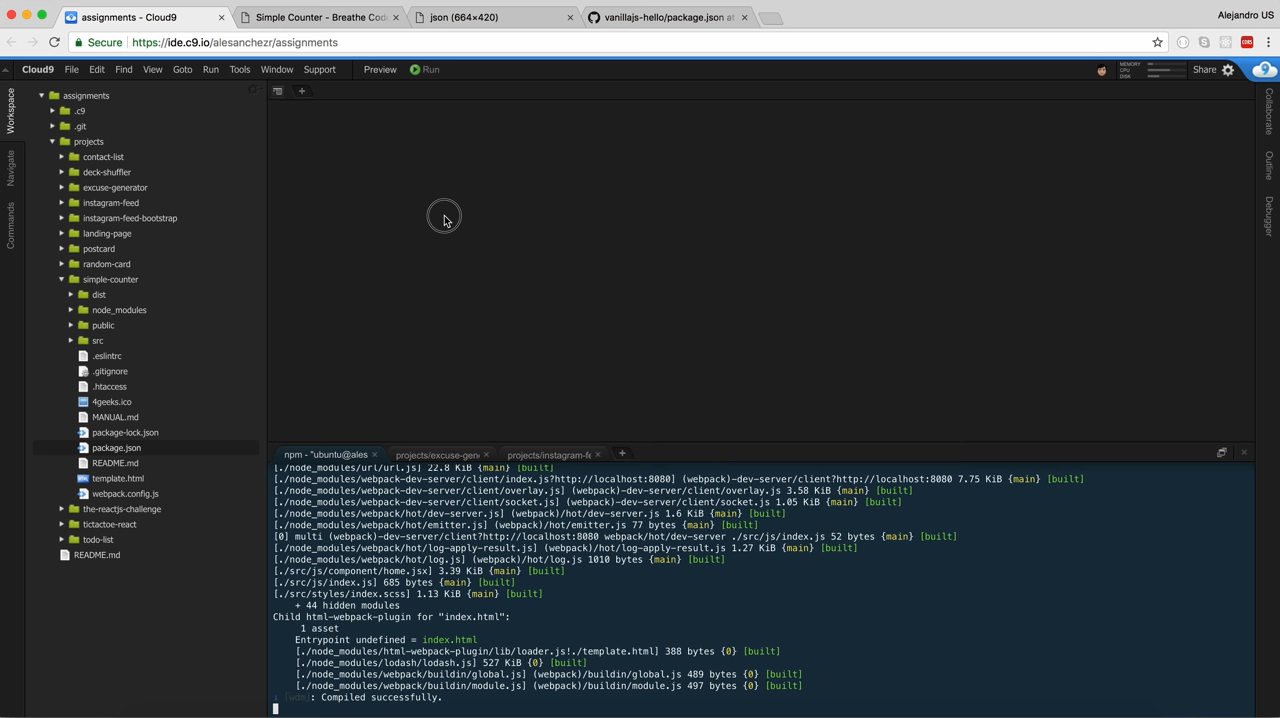 assignments - Cloud9
Simple Counter - Breathe Cod
json (664×420)
vanillajs-hello/package.json at
Alejandro US
Secure
https://ide.c9.io/alesanchezr/assignments
Cloud9 File Edit Find View Goto Run Tools Window Support Preview Run
MEMORY
CPU
DISK
Share
Workspace
Navigate
Commands
assignments
.c9
.git
projects
contact-list
deck-shuffler
excuse-generator
instagram-feed
instagram-feed-bootstrap
landing-page
postcard
random-card
simple-counter
dist
node_modules
public
src
.eslintrc
.gitignore
.htaccess
4geeks.ico
MANUAL.md
package-lock.json
package.json
README.md
template.html
webpack.config.js
the-reactjs-challenge
tictactoe-react
todo-list
README.md
Collaborate
Outline
Debugger
npm - "ubuntu@ales
projects/excuse-gen
projects/instagram-fe
[./node_modules/url/url.js] 22.8 KiB {main} [built]
[./node_modules/webpack-dev-server/client/index.js?http://localhost:8080] (webpack)-dev-server/client?http://localhost:8080 7.75 KiB {main} [built]
[./node_modules/webpack-dev-server/client/overlay.js] (webpack)-dev-server/client/overlay.js 3.58 KiB {main} [built]
[./node_modules/webpack-dev-server/client/socket.js] (webpack)-dev-server/client/socket.js 1.05 KiB {main} [built]
[./node_modules/webpack/hot/dev-server.js] (webpack)/hot/dev-server.js 1.6 KiB {main} [built]
[./node_modules/webpack/hot/emitter.js] (webpack)/hot/emitter.js 77 bytes {main} [built]
[0] multi (webpack)-dev-server/client?http://localhost:8080 webpack/hot/dev-server ./src/js/index.js 52 bytes {main} [built]
[./node_modules/webpack/hot/log-apply-result.js] (webpack)/hot/log-apply-result.js 1.27 KiB {main} [built]
[./node_modules/webpack/hot/log.js] (webpack)/hot/log.js 1010 bytes {main} [built]
[./src/js/component/home.jsx] 3.39 KiB {main} [built]
[./src/js/index.js] 685 bytes {main} [built]
[./src/styles/index.scss] 1.13 KiB {main} [built]
+ 44 hidden modules
Child html-webpack-plugin for "index.html":
1 asset
Entrypoint undefined = index.html
[./node_modules/html-webpack-plugin/lib/loader.js!./template.html] 388 bytes {0} [built]
[./node_modules/lodash/lodash.js] 527 KiB {0} [built]
[./node_modules/webpack/buildin/global.js] (webpack)/buildin/global.js 489 bytes {0} [built]
[./node_modules/webpack/buildin/module.js] (webpack)/buildin/module.js 497 bytes {0} [built]
[wdm]: Compiled successfully.